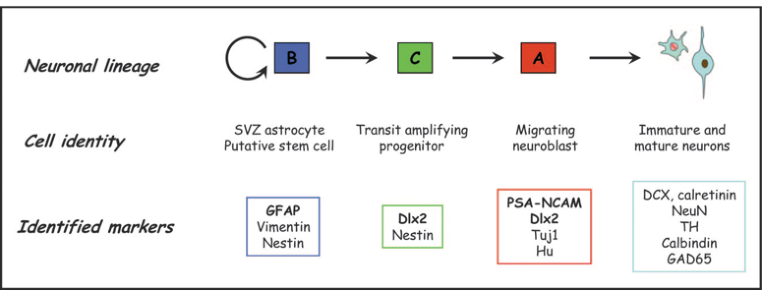 Neuronal lineage
B
C
A
Cell identity
SVZ astrocyte
Putative stem cell
Transit amplifying
progenitor
Migrating
neuroblast
Immature and
mature neurons
Identified markers
GFAP
Vimentin
Nestin
Dlx2
Nestin
PSA-NCAM
Dlx2
Tuj1
Hu
DCX, calretinin
NeuN
TH
Calbindin
GAD65